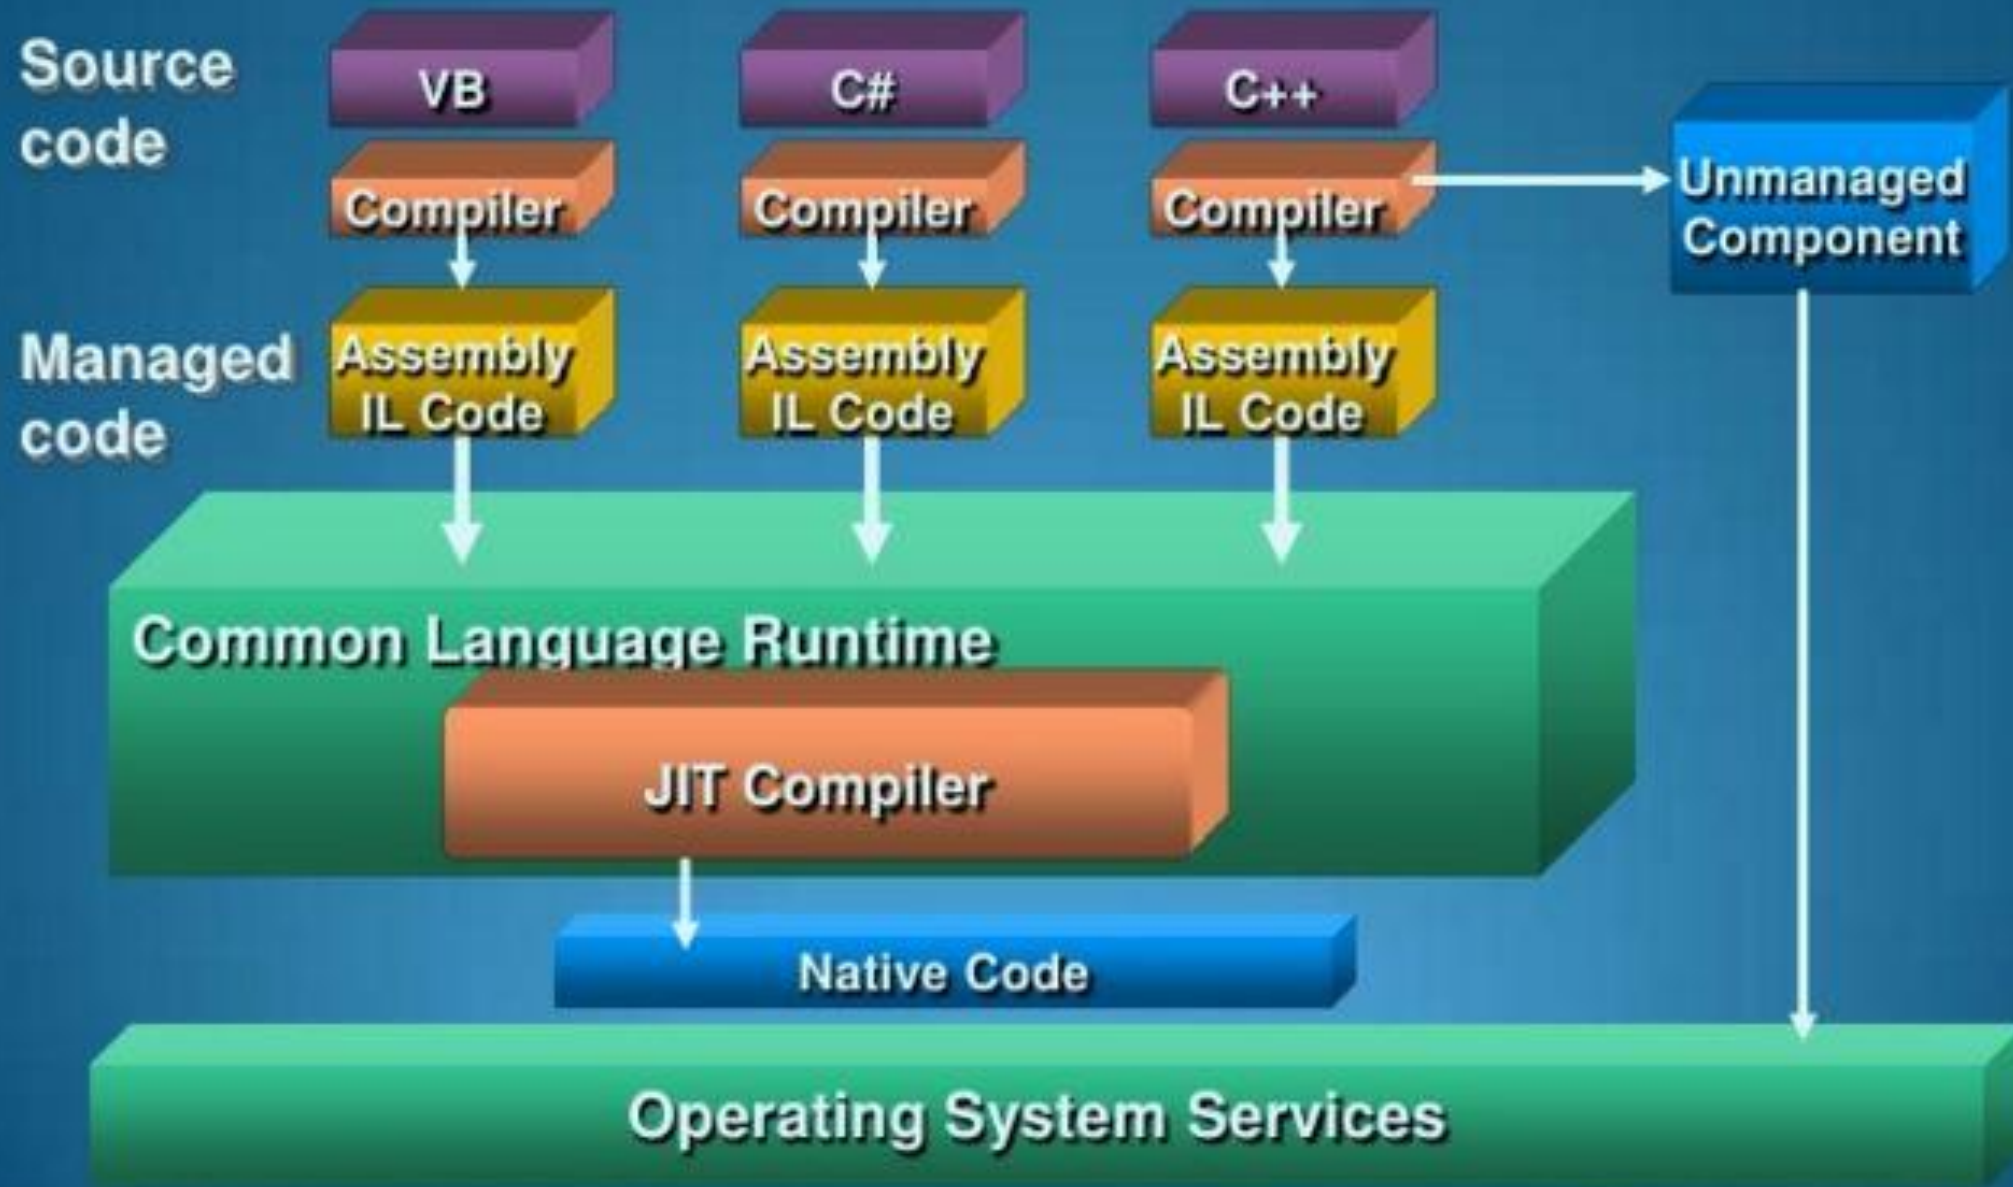 Source
code
VB
C#
C++
Compiler
Compiler
Compiler
Unmanaged
Component
Managed
code
Assembly
IL Code
Assembly
IL Code
Assembly
IL Code
Common Language Runtime
JIT Compiler
Native Code
Operating System Services